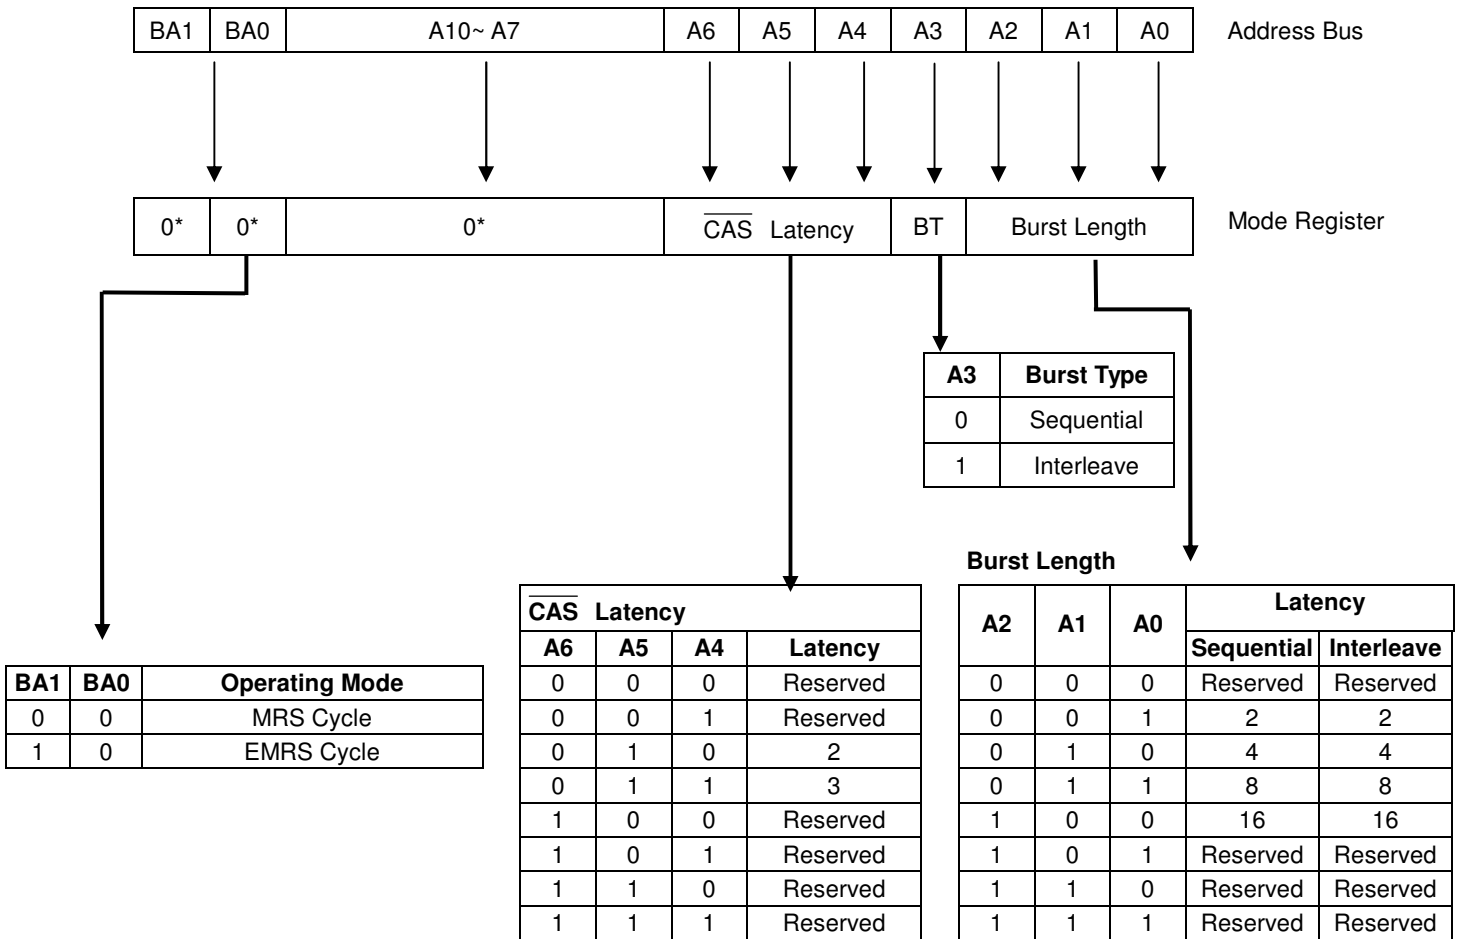 BA1 BA0 A10~ A7 A6 A5 A4 A3 A2 A1 A0 Address Bus
0* 0* 0* CAS Latency BT Burst Length Mode Register
A3 Burst Type
0 Sequential
1 Interleave
Burst Length
BA1 BA0 Operating Mode
0 0 MRS Cycle
1 0 EMRS Cycle
CAS Latency
A6 A5 A4 Latency
0 0 0 Reserved
0 0 1 Reserved
0 1 0 2
0 1 1 3
1 0 0 Reserved
1 0 1 Reserved
1 1 0 Reserved
1 1 1 Reserved
A2 A1 A0 Latency
Sequential Interleave
0 0 0 Reserved Reserved
0 0 1 2 2
0 1 0 4 4
0 1 1 8 8
1 0 0 16 16
1 0 1 Reserved Reserved
1 1 0 Reserved Reserved
1 1 1 Reserved Reserved